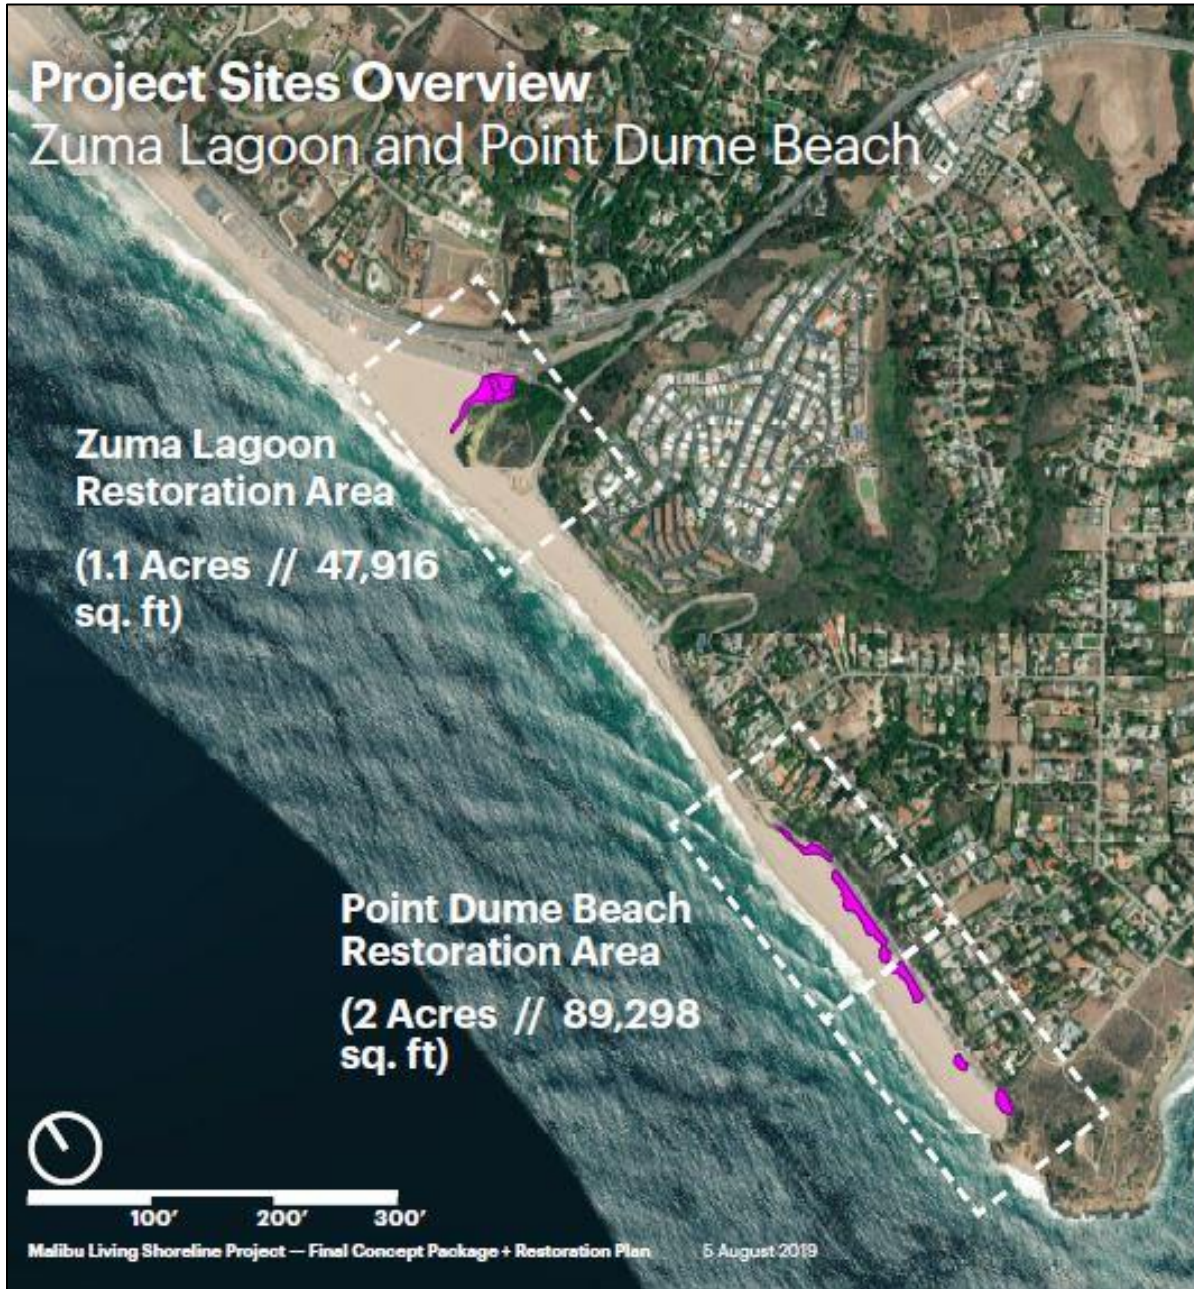 Project Sites Overview
Zuma Lagoon and Point Dume Beach
Zuma Lagoon
Restoration Area
(1.1 Acres // 47,916
sq. ft)
Point Dume Beach
Restoration Area
(2 Acres // 89,298
sq. ft)
100′ 200′ 300′
Malibu Living Shoreline Project — Final Concept Package + Restoration Plan 5 August 2019